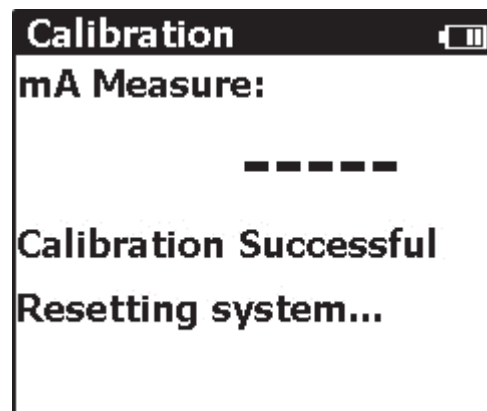 Calibration
mA Measure:
-----
Calibration Successful
Resetting system...